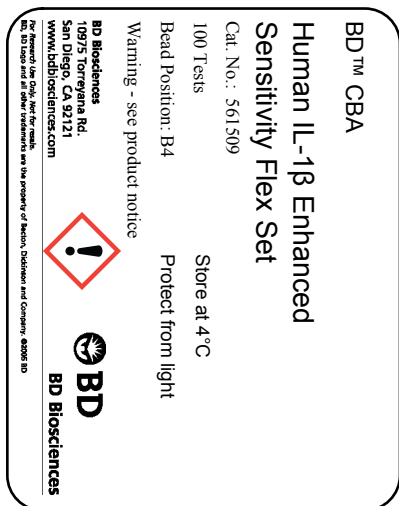 BD™ CBA
Human IL-1β Enhanced
Sensitivity Flex Set
Cat. No.: 561509
100 Tests Store at 4°C
Bead Position: B4 Protect from light
Warning - see product notice
BD Biosciences
10975 Torreyana Rd.
San Diego, CA 92121
www.bdbiosciences.com
BD
BD Biosciences
For Research Use Only. Not for resale.
BD, BD Logo and all other trademarks are the property of Becton, Dickinson and Company. ©2005 BD